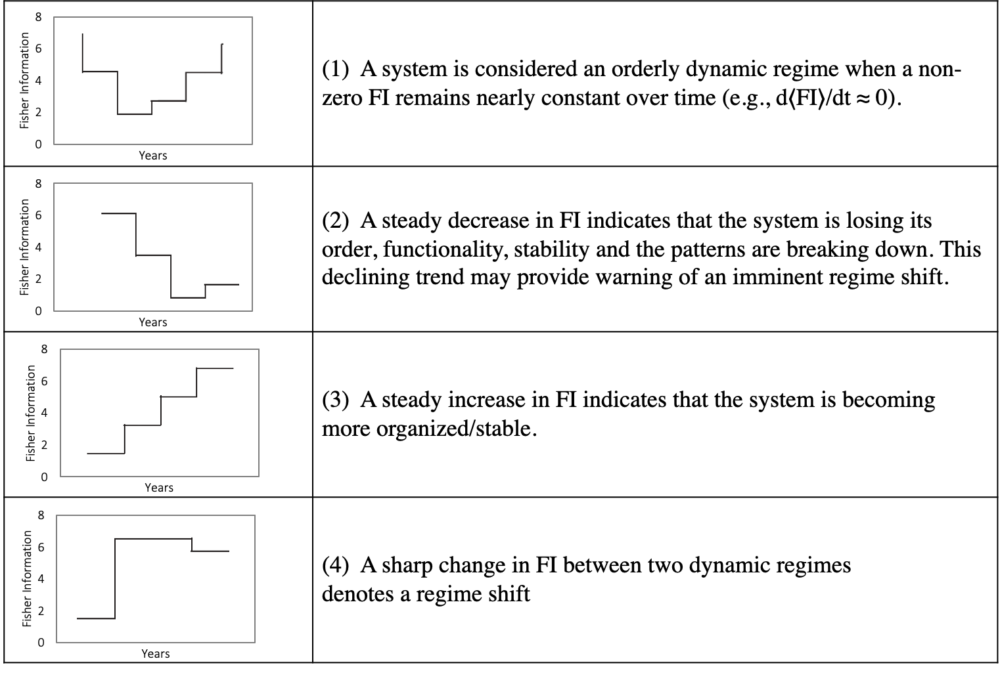 8
6
4
2
0
Fisher Information
Years
(1) A system is considered an orderly dynamic regime when a non-
zero FI remains nearly constant over time (e.g., d⟨FI⟩/dt ≈ 0).
8
6
4
2
0
Fisher Information
Years
(2) A steady decrease in FI indicates that the system is losing its
order, functionality, stability and the patterns are breaking down. This
declining trend may provide warning of an imminent regime shift.
8
6
4
2
0
Fisher Information
Years
(3) A steady increase in FI indicates that the system is becoming
more organized/stable.
8
6
4
2
0
Fisher Information
Years
(4) A sharp change in FI between two dynamic regimes
denotes a regime shift